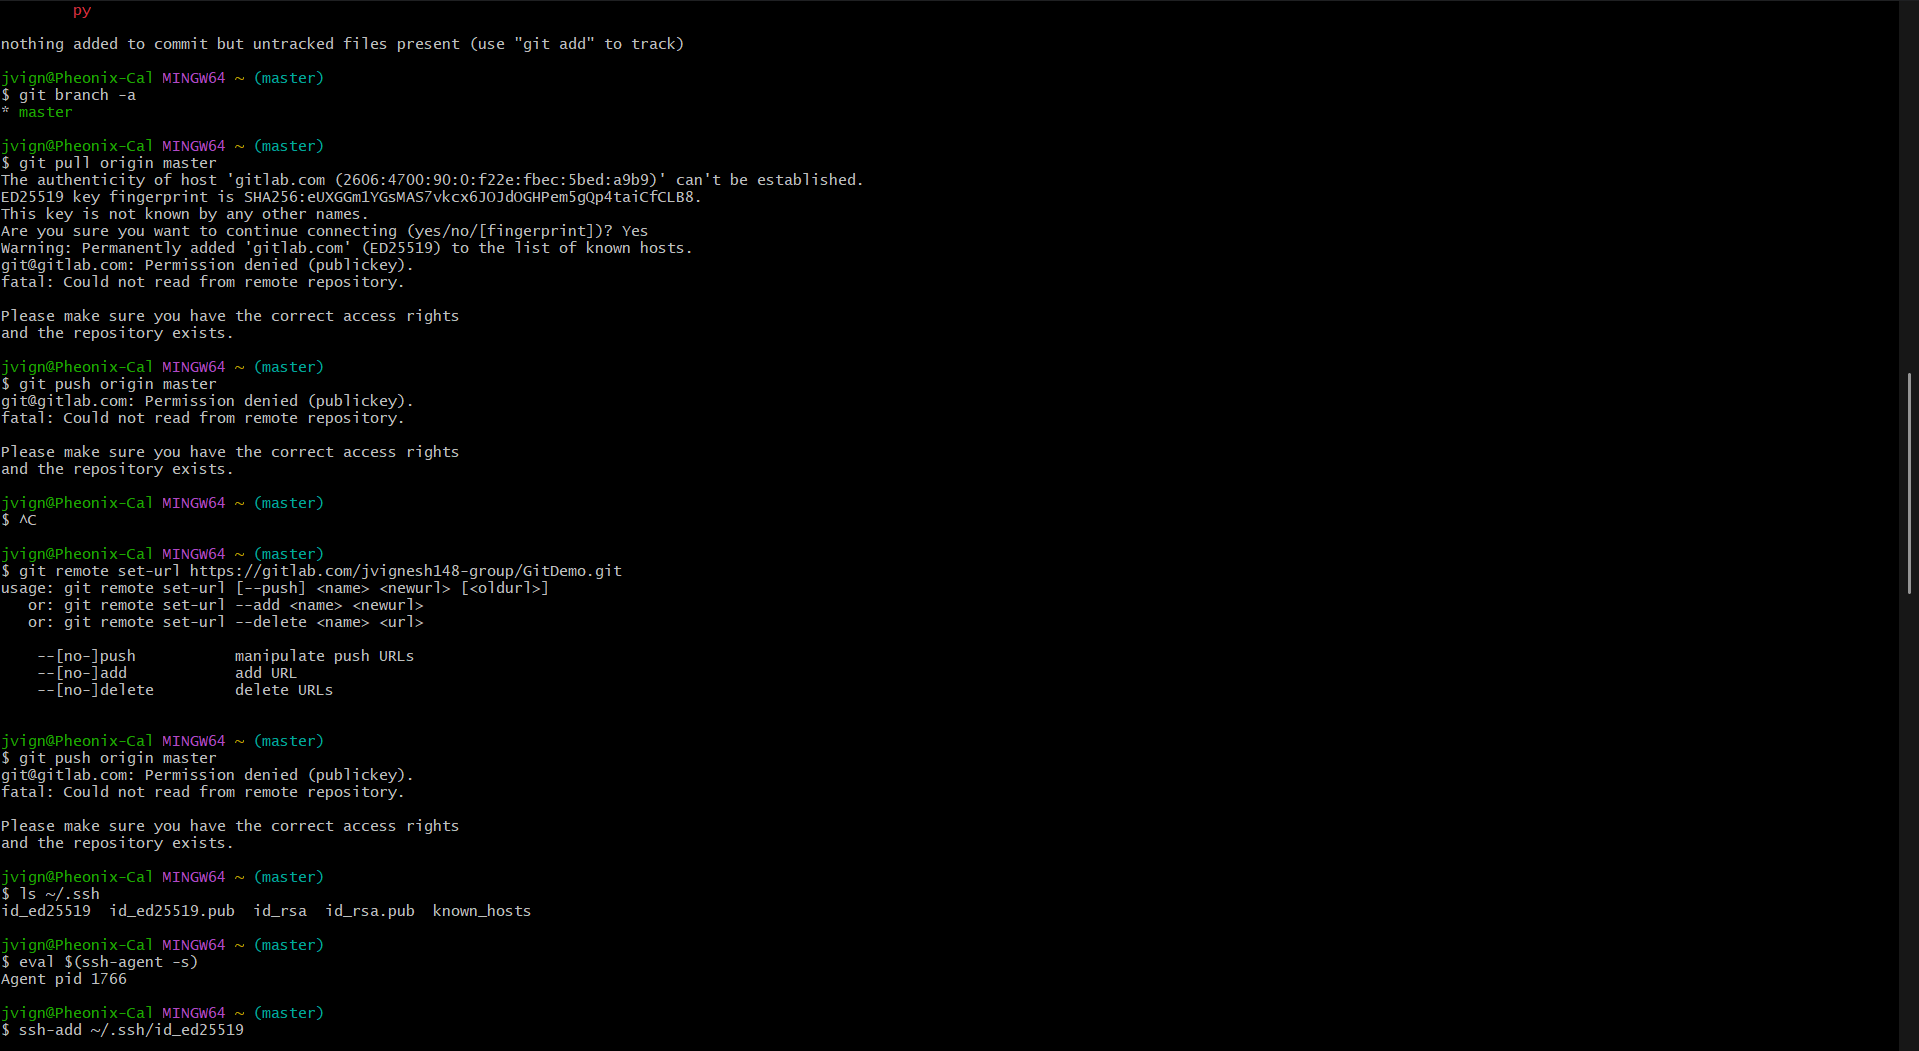 py
nothing added to commit but untracked files present (use "git add" to track)
jvign@Pheonix-Cal MINGW64 ~ (master)
$ git branch -a
* master
jvign@Pheonix-Cal MINGW64 ~ (master)
$ git pull origin master
The authenticity of host 'gitlab.com (2606:4700:90:0:f22e:fbec:5bed:a9b9)' can't be established.
ED25519 key fingerprint is SHA256:eUXGGm1YGsMAS7vkcx6JOJdOGHPem5gQp4taiCfCLB8.
This key is not known by any other names.
Are you sure you want to continue connecting (yes/no/[fingerprint])? Yes
Warning: Permanently added 'gitlab.com' (ED25519) to the list of known hosts.
git@gitlab.com: Permission denied (publickey).
fatal: Could not read from remote repository.
Please make sure you have the correct access rights
and the repository exists.
jvign@Pheonix-Cal MINGW64 ~ (master)
$ git push origin master
git@gitlab.com: Permission denied (publickey).
fatal: Could not read from remote repository.
Please make sure you have the correct access rights
and the repository exists.
jvign@Pheonix-Cal MINGW64 ~ (master)
$ ^C
jvign@Pheonix-Cal MINGW64 ~ (master)
$ git remote set-url https://gitlab.com/jvignesh148-group/GitDemo.git
usage: git remote set-url [--push] <name> <newurl> [<oldurl>]
or: git remote set-url --add <name> <newurl>
or: git remote set-url --delete <name> <url>
--[no-]push manipulate push URLs
--[no-]add add URL
--[no-]delete delete URLs
jvign@Pheonix-Cal MINGW64 ~ (master)
$ git push origin master
git@gitlab.com: Permission denied (publickey).
fatal: Could not read from remote repository.
Please make sure you have the correct access rights
and the repository exists.
jvign@Pheonix-Cal MINGW64 ~ (master)
$ ls ~/.ssh
id_ed25519 id_ed25519.pub id_rsa id_rsa.pub known_hosts
jvign@Pheonix-Cal MINGW64 ~ (master)
$ eval $(ssh-agent -s)
Agent pid 1766
jvign@Pheonix-Cal MINGW64 ~ (master)
$ ssh-add ~/.ssh/id_ed25519